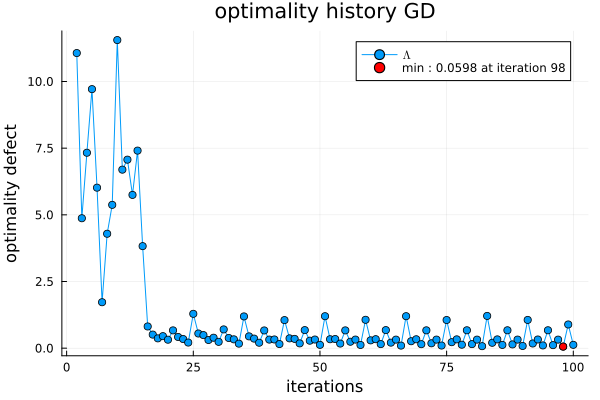 optimality history GD
Λ
min : 0.0598 at iteration 98
optimality defect
10.0
7.5
5.0
2.5
0.0
0
25
50
75
100
iterations